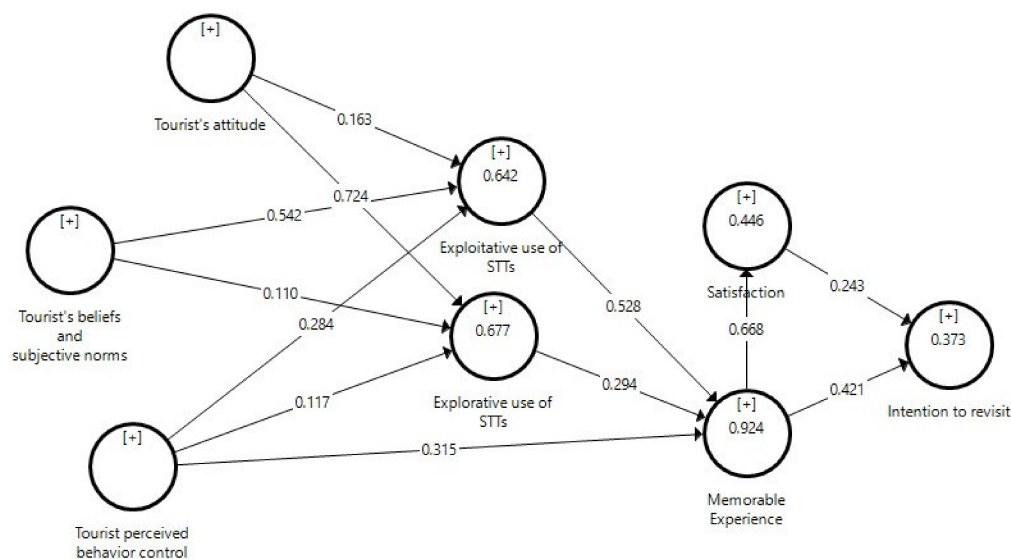 [+]
Tourist's attitude
0.163
[+]
0.642
0.724
0.542
[+]
Exploitative use of
STTs
[+]
0.446
Satisfaction
0.243
Tourist's beliefs
and
subjective norms
0.110
0.284
[+]
0.677
0.528
0.668
[+]
0.373
Intention to revisit
0.117
Explorative use of
STTs
0.294
0.421
[+]
0.315
[+]
0.924
Tourist perceived
behavior control
Memorable
Experience